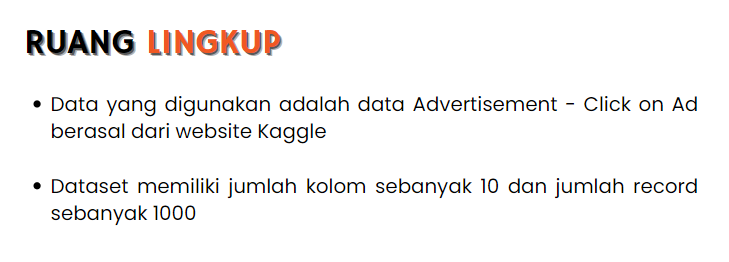 RUANG LINGKUP
• Data yang digunakan adalah data Advertisement - Click on Ad
berasal dari website Kaggle
• Dataset memiliki jumlah kolom sebanyak 10 dan jumlah record
sebanyak 1000